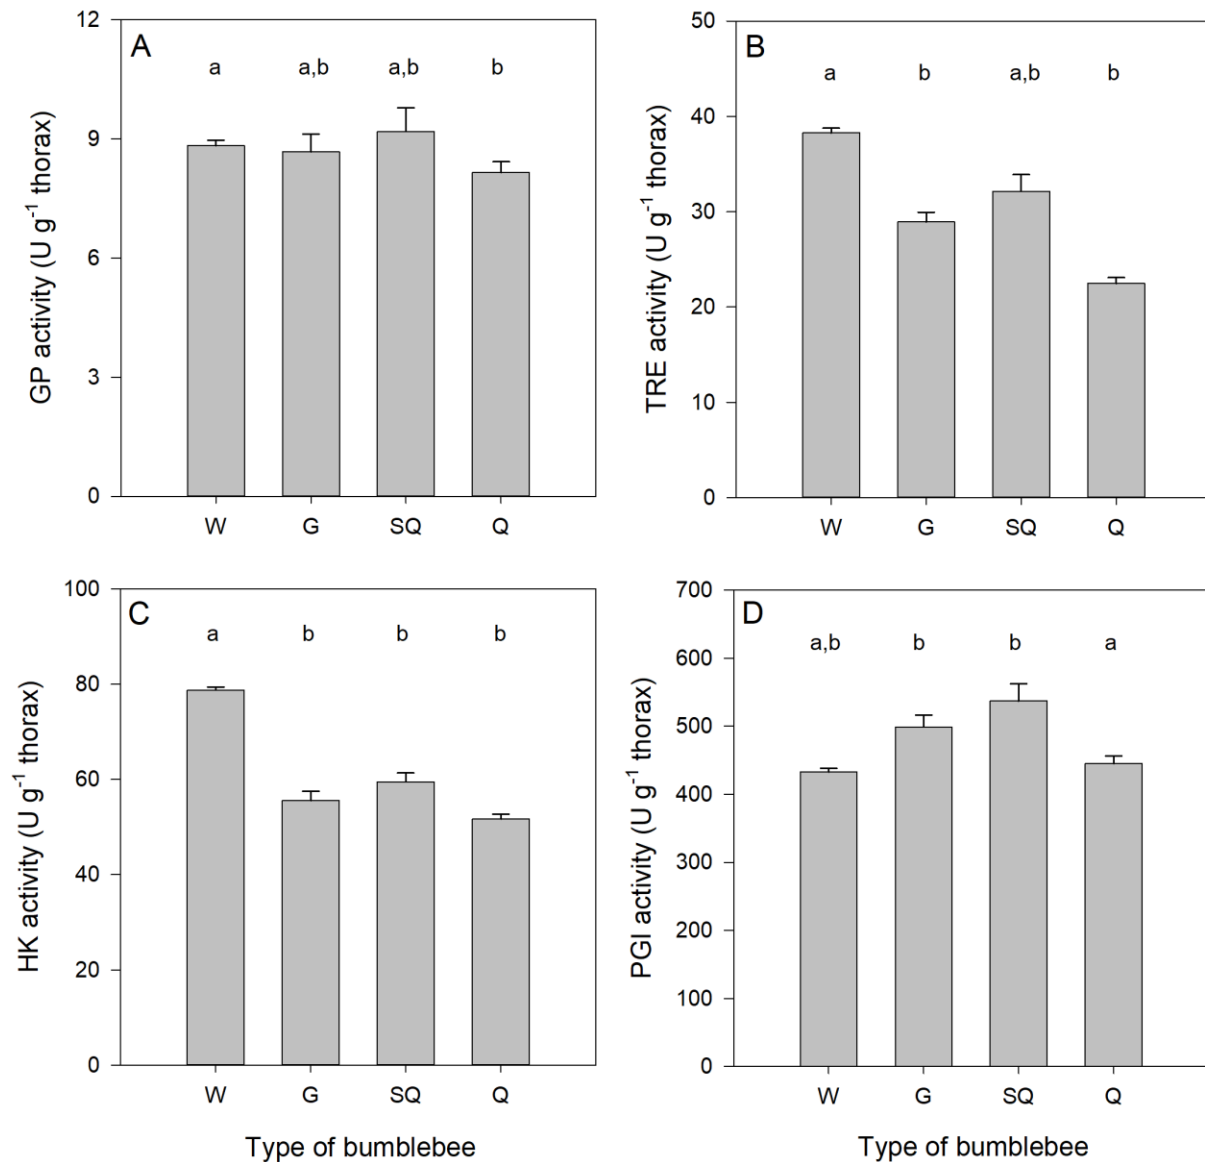 A
GP activity (U g⁻¹ thorax)
12
9
6
3
0
a a,b a,b b
W G SQ Q
B
TRE activity (U g⁻¹ thorax)
50
40
30
20
10
0
a b a,b b
W G SQ Q
C
HK activity (U g⁻¹ thorax)
100
80
60
40
20
0
a b b b
W G SQ Q
Type of bumblebee
D
PGI activity (U g⁻¹ thorax)
700
600
500
400
300
200
100
0
a,b b b a
W G SQ Q
Type of bumblebee